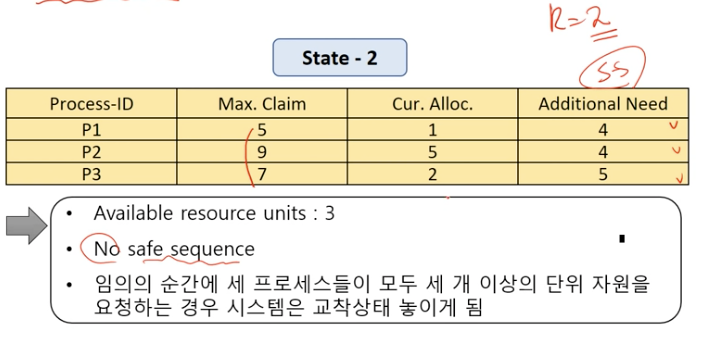 R=2
SS
State - 2
Process-ID Max. Claim Cur. Alloc. Additional Need
P1 5 1 4
P2 9 5 4
P3 7 2 5
• Available resource units : 3
• No safe sequence
• 임의의 순간에 세 프로세스들이 모두 세 개 이상의 단위 자원을
요청하는 경우 시스템은 교착상태 놓이게 됨